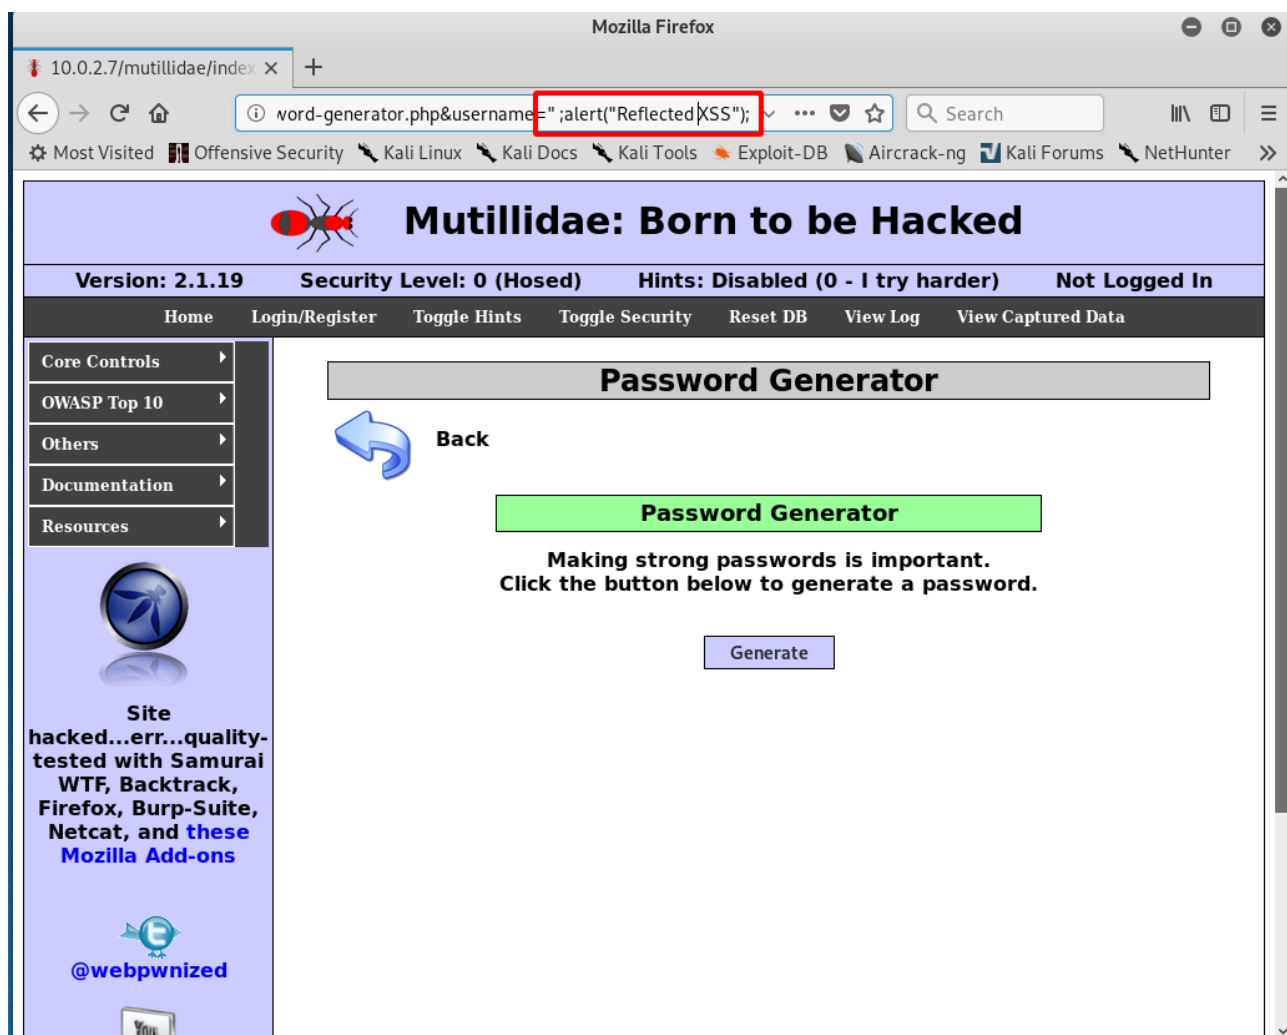 Mozilla Firefox
10.0.2.7/mutillidae/index
word-generator.php&username=" ;alert("Reflected XSS");
Search
Most Visited Offensive Security Kali Linux Kali Docs Kali Tools Exploit-DB Aircrack-ng Kali Forums NetHunter
Mutillidae: Born to be Hacked
Version: 2.1.19 Security Level: 0 (Hosed) Hints: Disabled (0 - I try harder) Not Logged In
Home Login/Register Toggle Hints Toggle Security Reset DB View Log View Captured Data
Core Controls
OWASP Top 10
Others
Documentation
Resources
Password Generator
Back
Password Generator
Making strong passwords is important.
Click the button below to generate a password.
Generate
Site
hacked...err...quality-
tested with Samurai
WTF, Backtrack,
Firefox, Burp-Suite,
Netcat, and these
Mozilla Add-ons
@webpwnized
You